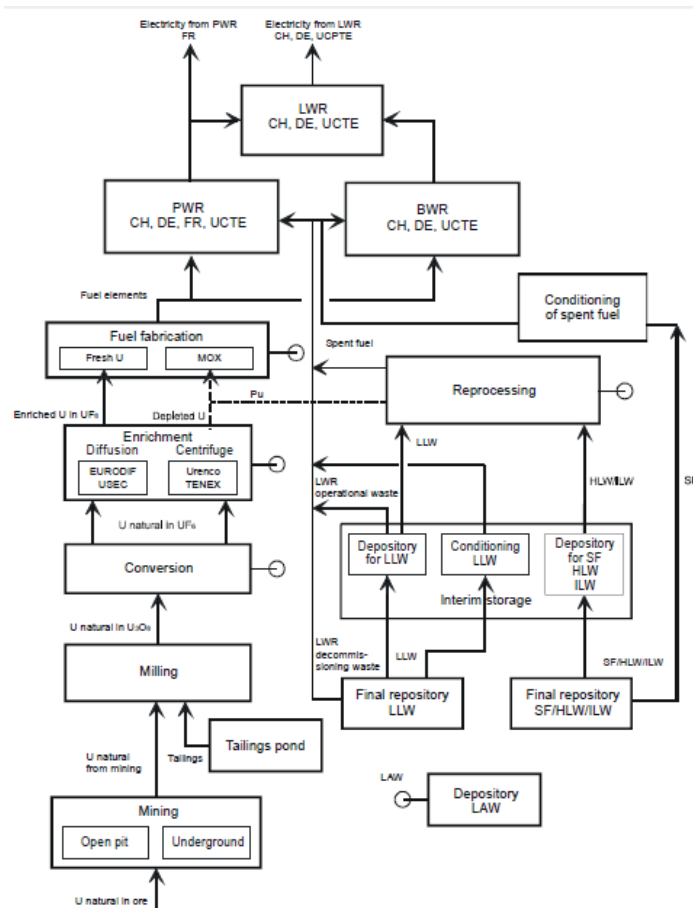 Electricity from PWR
FR
Electricity from LWR
CH, DE, UCPTE
LWR
CH, DE, UCTE
PWR
CH, DE, FR, UCTE
BWR
CH, DE, UCTE
Fuel elements
Conditioning
of spent fuel
Fuel fabrication
Fresh U
MOX
Spent fuel
Reprocessing
Pu
Enriched U in UF₆
Depleted U
Enrichment
Diffusion
Centrifuge
EURODIF
USEC
Urenco
TENEX
LLW
HLW/ILW
LWR
operational waste
U natural in UF₆
Depository
for LLW
Conditioning
LLW
Depository
for SF
HLW
ILW
Interim storage
Conversion
U natural in U₃O₈
LWR
decommis-
sioning waste
LLW
SF/HLW/ILW
Milling
Final repository
LLW
Final repository
SF/HLW/ILW
U natural
from mining
Tailings
Tailings pond
LAW
Depository
LAW
Mining
Open pit
Underground
U natural in ore